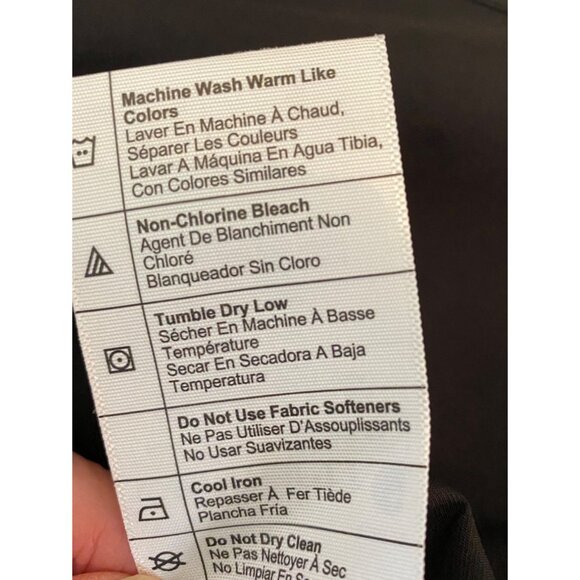 Machine Wash Warm Like
Colors
Laver En Machine À Chaud,
Séparer Les Couleurs
Lavar A Máquina En Agua Tibia,
Con Colores Similares
Non-Chlorine Bleach
Agent De Blanchiment Non
Chloré
Blanqueador Sin Cloro
Tumble Dry Low
Sécher En Machine À Basse
Température
Secar En Secadora A Baja
Temperatura
Do Not Use Fabric Softeners
Ne Pas Utiliser D'Assouplissants
No Usar Suavizantes
Cool Iron
Repasser À Fer Tiède
Plancha Fría
Do Not Dry Clean
Ne Pas Nettoyer À Sec
No Limpiar En